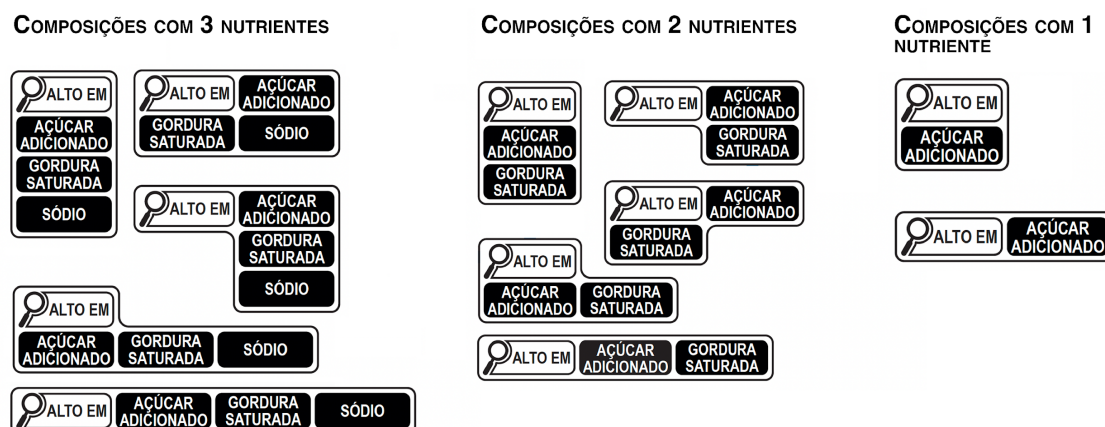 COMPOSIÇÕES COM 3 NUTRIENTES
ALTO EM
AÇÚCAR
ADICIONADO
GORDURA
SATURADA
SÓDIO
ALTO EM
AÇÚCAR
ADICIONADO
GORDURA
SATURADA
SÓDIO
ALTO EM
AÇÚCAR
ADICIONADO
GORDURA
SATURADA
SÓDIO
ALTO EM
AÇÚCAR
ADICIONADO
GORDURA
SATURADA
SÓDIO
ALTO EM
AÇÚCAR
ADICIONADO
GORDURA
SATURADA
SÓDIO
COMPOSIÇÕES COM 2 NUTRIENTES
ALTO EM
AÇÚCAR
ADICIONADO
GORDURA
SATURADA
ALTO EM
AÇÚCAR
ADICIONADO
GORDURA
SATURADA
ALTO EM
AÇÚCAR
ADICIONADO
GORDURA
SATURADA
ALTO EM
AÇÚCAR
ADICIONADO
GORDURA
SATURADA
ALTO EM
AÇÚCAR
ADICIONADO
GORDURA
SATURADA
COMPOSIÇÕES COM 1
NUTRIENTE
ALTO EM
AÇÚCAR
ADICIONADO
ALTO EM
AÇÚCAR
ADICIONADO